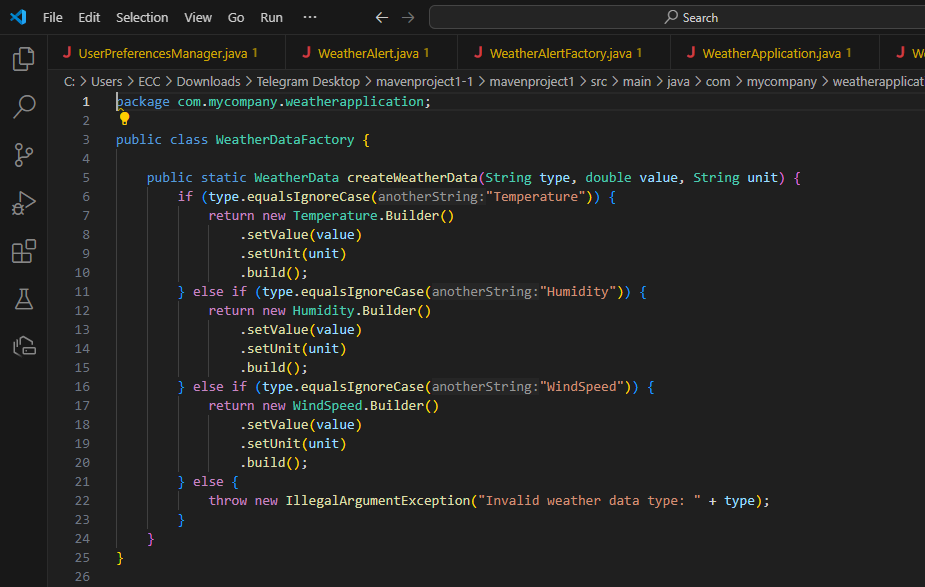 File Edit Selection View Go Run ··· Search
J UserPreferencesManager.java 1 J WeatherAlert.java 1 J WeatherAlertFactory.java 1 J WeatherApplication.java 1 J W
C: > Users > ECC > Downloads > Telegram Desktop > mavenproject1-1 > mavenproject1 > src > main > java > com > mycompany > weatherapplicat
1 package com.mycompany.weatherapplication;
2
3 public class WeatherDataFactory {
4
5 public static WeatherData createWeatherData(String type, double value, String unit) {
6 if (type.equalsIgnoreCase(anotherString:"Temperature")) {
7 return new Temperature.Builder()
8 .setValue(value)
9 .setUnit(unit)
10 .build();
11 } else if (type.equalsIgnoreCase(anotherString:"Humidity")) {
12 return new Humidity.Builder()
13 .setValue(value)
14 .setUnit(unit)
15 .build();
16 } else if (type.equalsIgnoreCase(anotherString:"WindSpeed")) {
17 return new WindSpeed.Builder()
18 .setValue(value)
19 .setUnit(unit)
20 .build();
21 } else {
22 throw new IllegalArgumentException("Invalid weather data type: " + type);
23 }
24 }
25 }
26